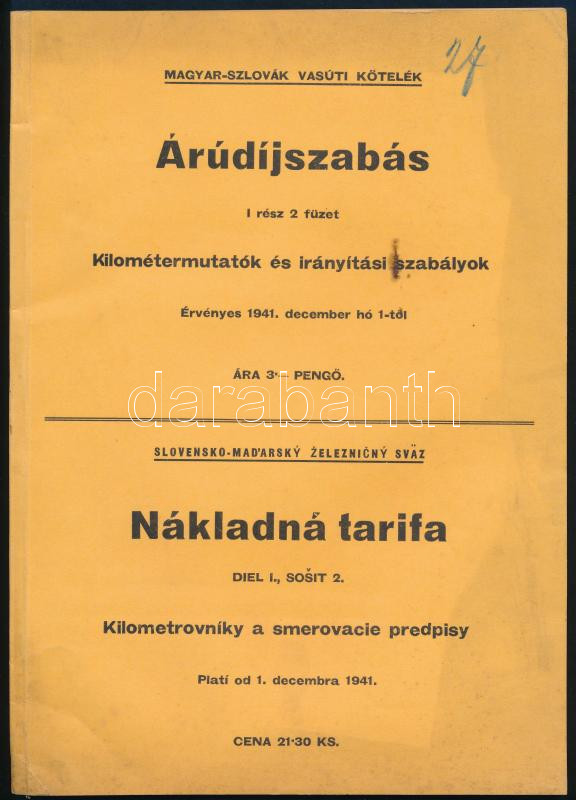 27
MAGYAR-SZLOVÁK VASÚTI KÖTELÉK
Árúdíjszabás
I rész 2 füzet
Kilométermutatók és irányítási szabályok
Érvényes 1941. december hó 1-től
ÁRA 3·— PENGŐ.
darabanth
SLOVENSKO-MAĎARSKÝ ŽELEZNIČNÝ SVÄZ
Nákladná tarifa
DIEL I., SOŠIT 2.
Kilometrovníky a smerovacie predpisy
Platí od 1. decembra 1941.
CENA 21·30 KS.